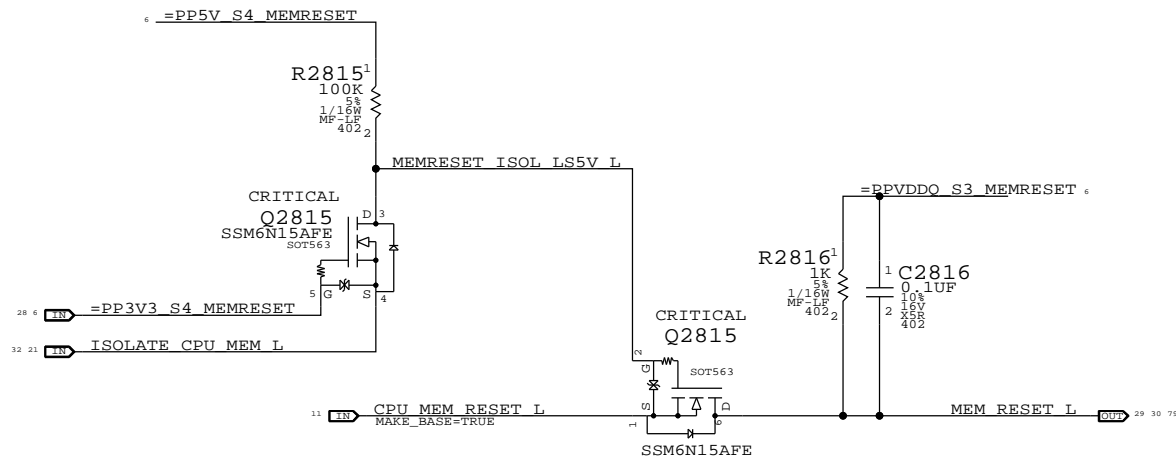 6 =PP5V_S4_MEMRESET
R2815 1
100K
5%
1/16W
MF-LF
402 2
MEMRESET_ISOL_LS5V_L
CRITICAL
Q2815
SSM6N15AFE
SOT563
D 3
5 G S 4
28 6 IN =PP3V3_S4_MEMRESET
32 21 IN ISOLATE_CPU_MEM_L
=PPVDDQ_S3_MEMRESET 6
R2816 1
1K
5%
1/16W
MF-LF
402 2
1 C2816
0.1UF
10%
2 16V
X5R
402
CRITICAL
Q2815
SOT563
2 G
1 S D 6
SSM6N15AFE
11 IN CPU_MEM_RESET_L
MAKE_BASE=TRUE
MEM_RESET_L OUT 29 30 79